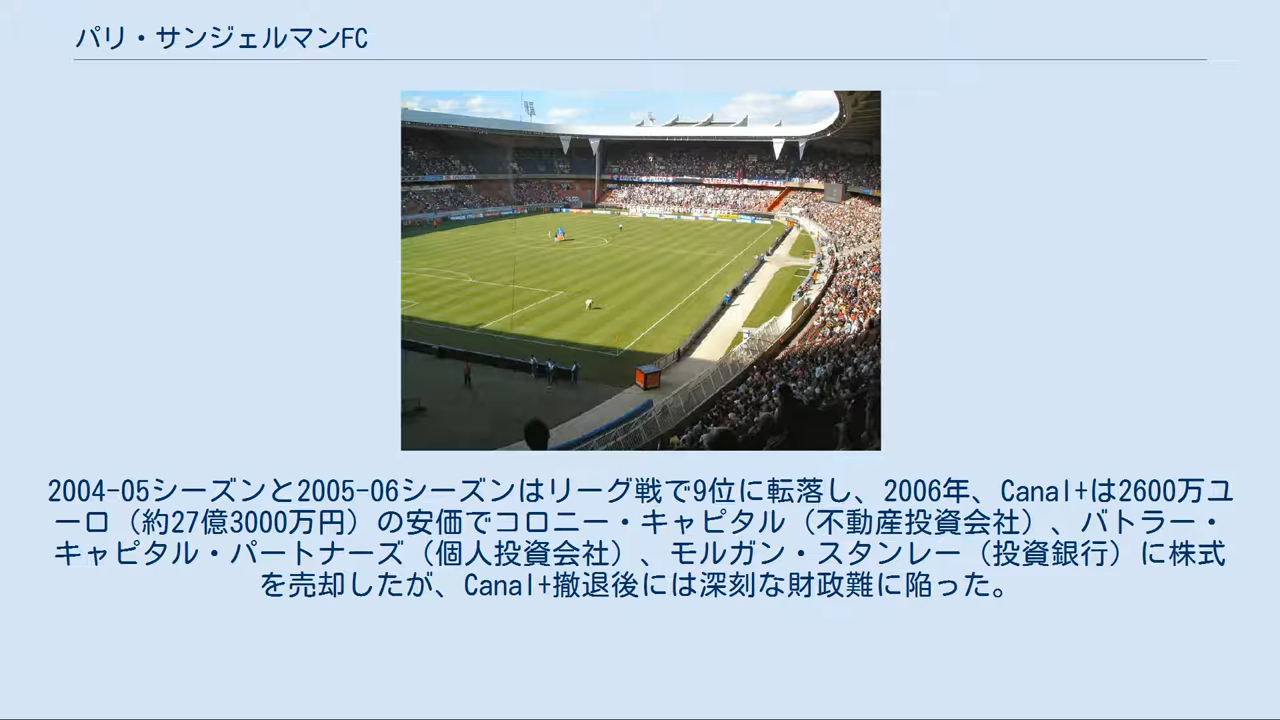 パリ・サンジェルマンFC
2004-05シーズンと2005-06シーズンはリーグ戦で9位に転落し、2006年、Canal+は2600万ユ
ーロ（約27億3000万円）の安価でコロニー・キャピタル（不動産投資会社）、バトラー・
キャピタル・パートナーズ（個人投資会社）、モルガン・スタンレー（投資銀行）に株式
を売却したが、Canal+撤退後には深刻な財政難に陥った。